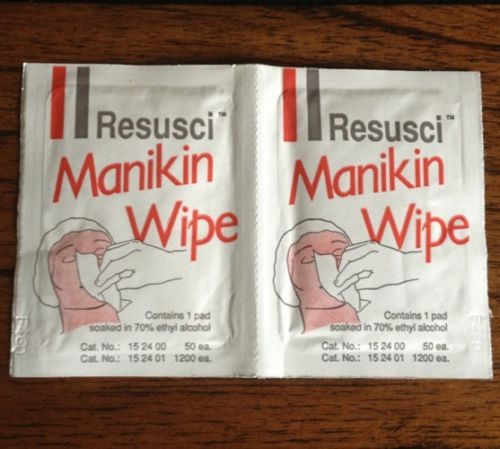 Resusci™
Manikin
Wipe
Contains 1 pad
soaked in 70% ethyl alcohol
Cat. No.: 15 24 00 50 ea.
Cat. No.: 15 24 01 1200 ea.
Resusci™
Manikin
Wipe
Contains 1 pad
soaked in 70% ethyl alcohol
Cat. No.: 15 24 00 50 ea.
Cat. No.: 15 24 01 1200 ea.